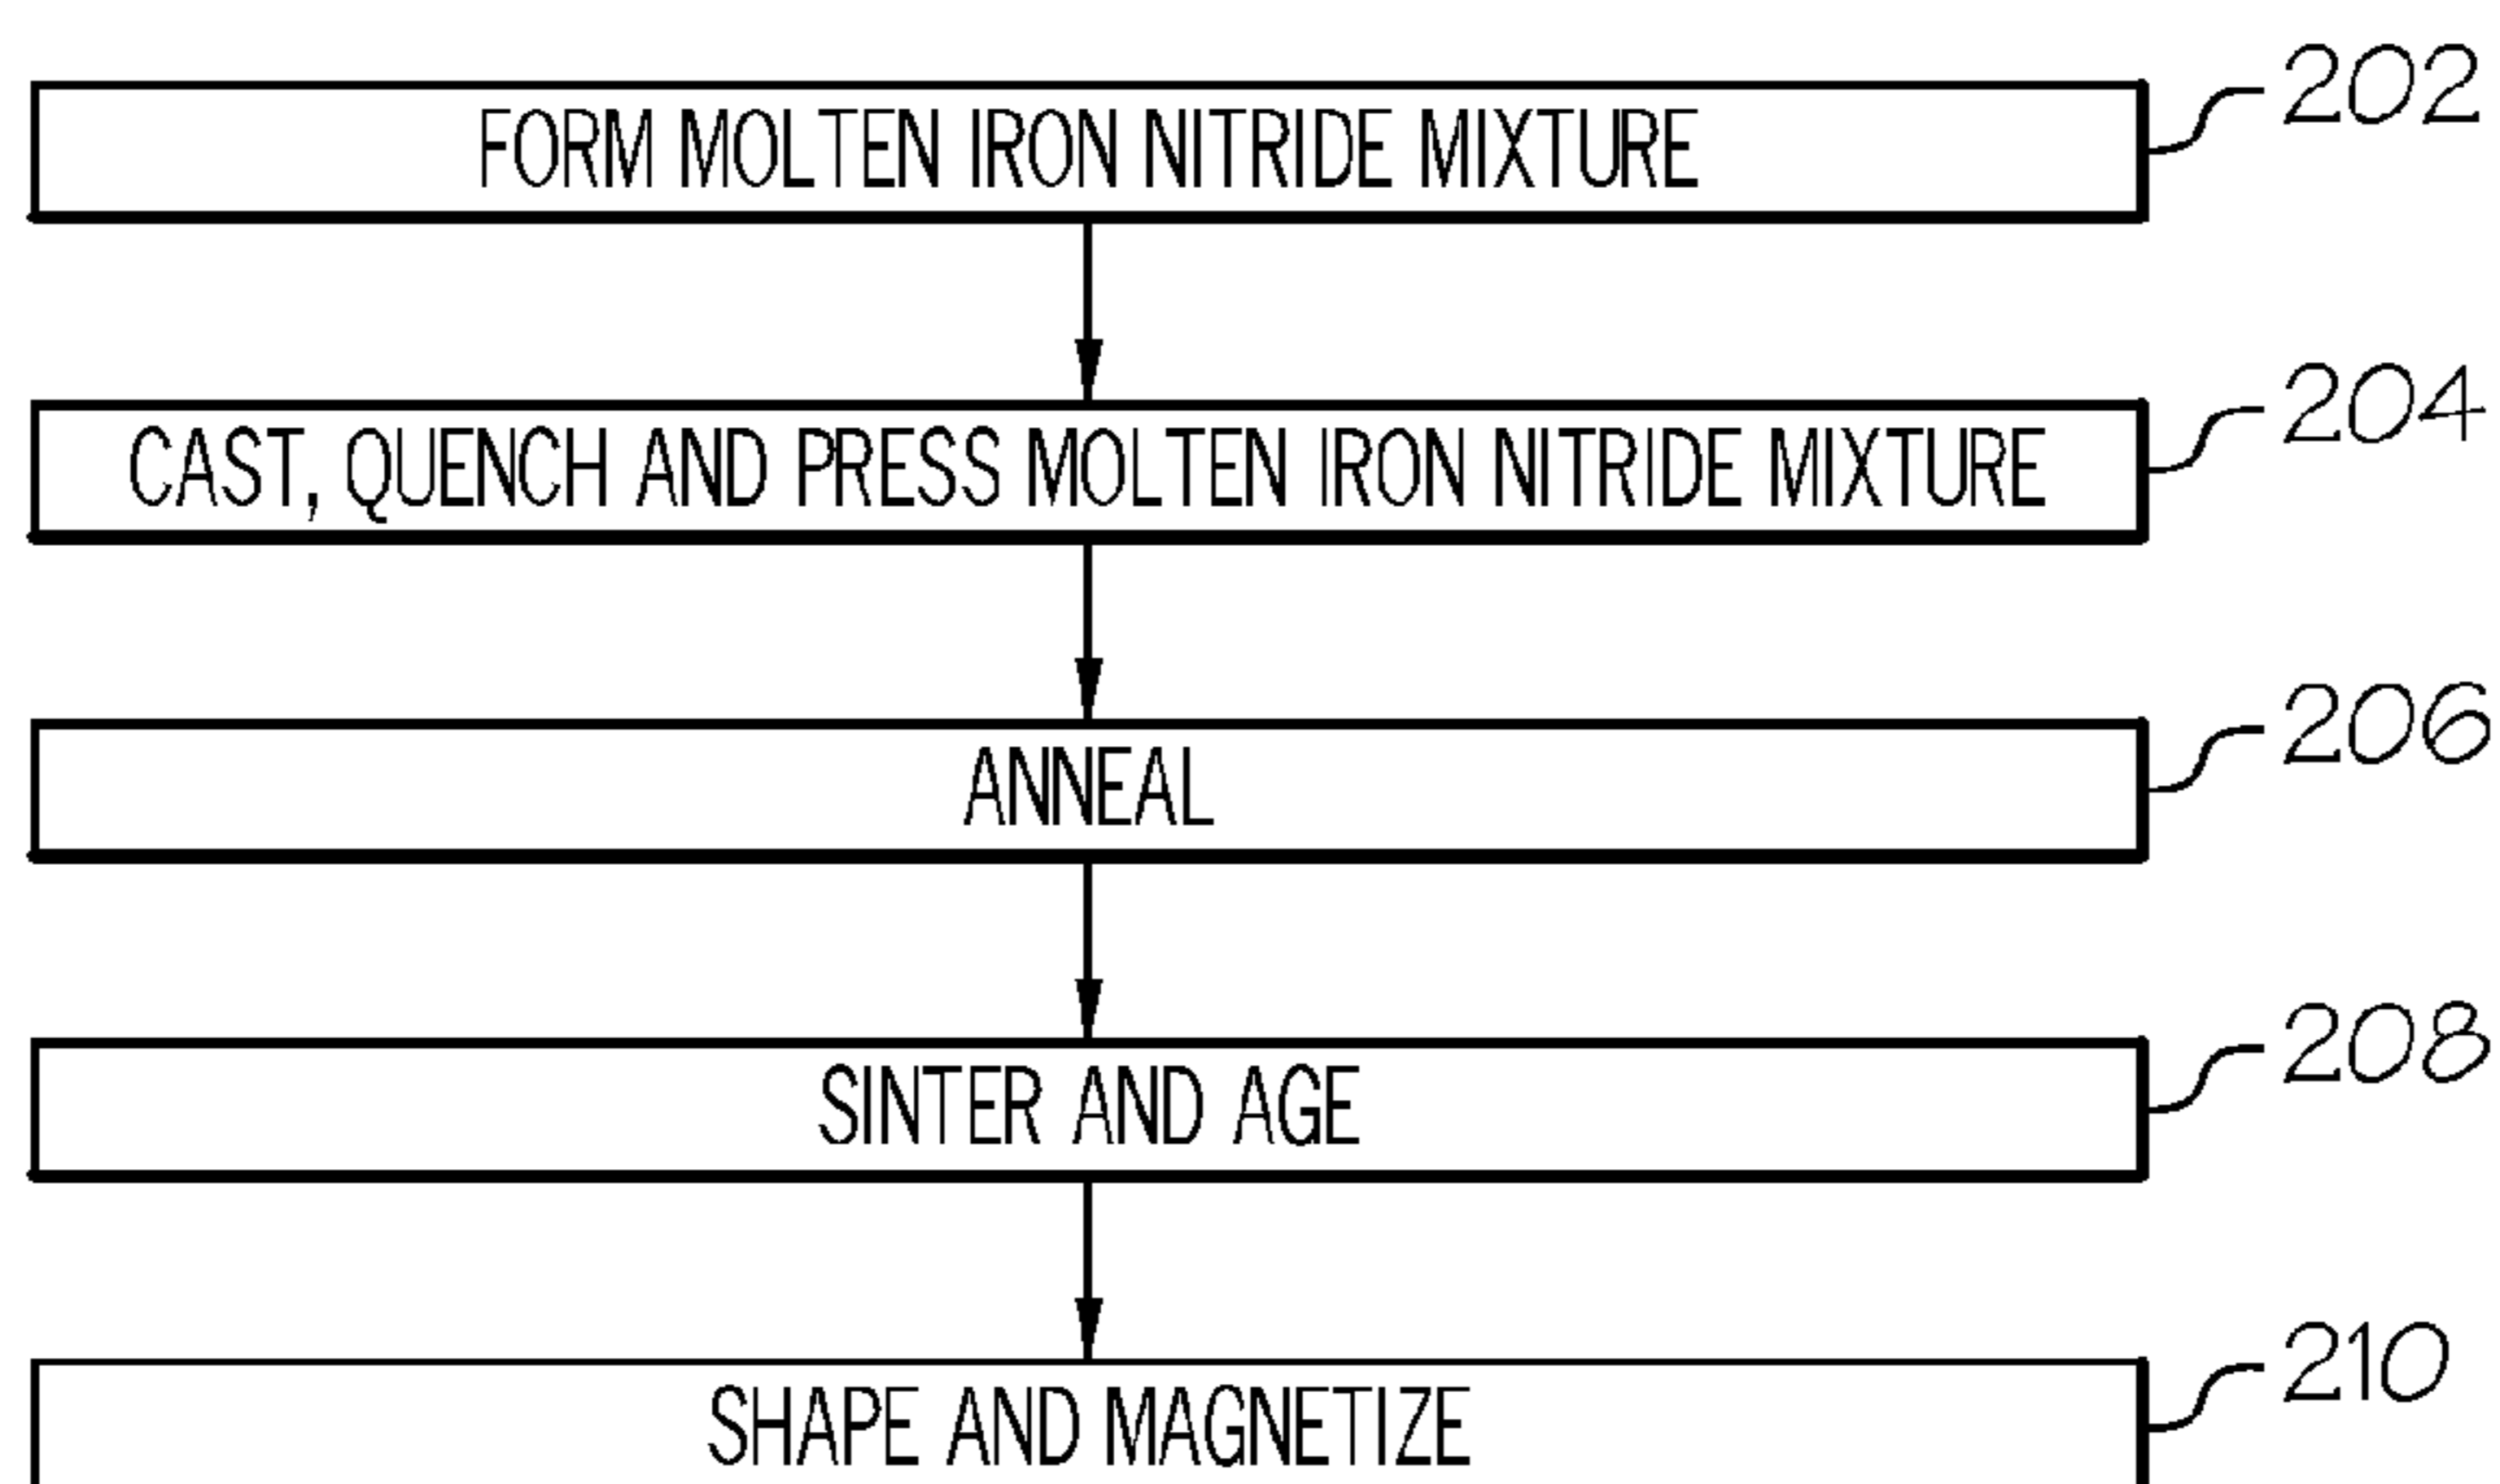 FORM MOLTEN IRON NITRIDE MIXTURE
202
CAST, QUENCH AND PRESS MOLTEN IRON NITRIDE MIXTURE
204
ANNEAL
206
SINTER AND AGE
208
SHAPE AND MAGNETIZE
210